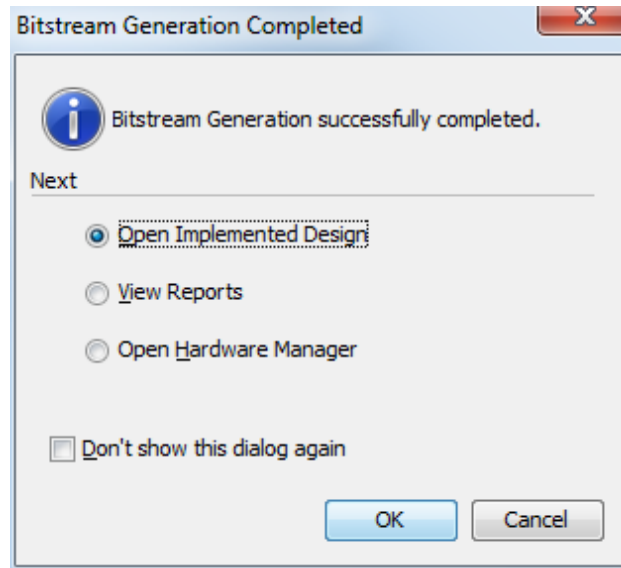 Bitstream Generation Completed
Bitstream Generation successfully completed.
Next
Open Implemented Design
View Reports
Open Hardware Manager
Don't show this dialog again
OK Cancel